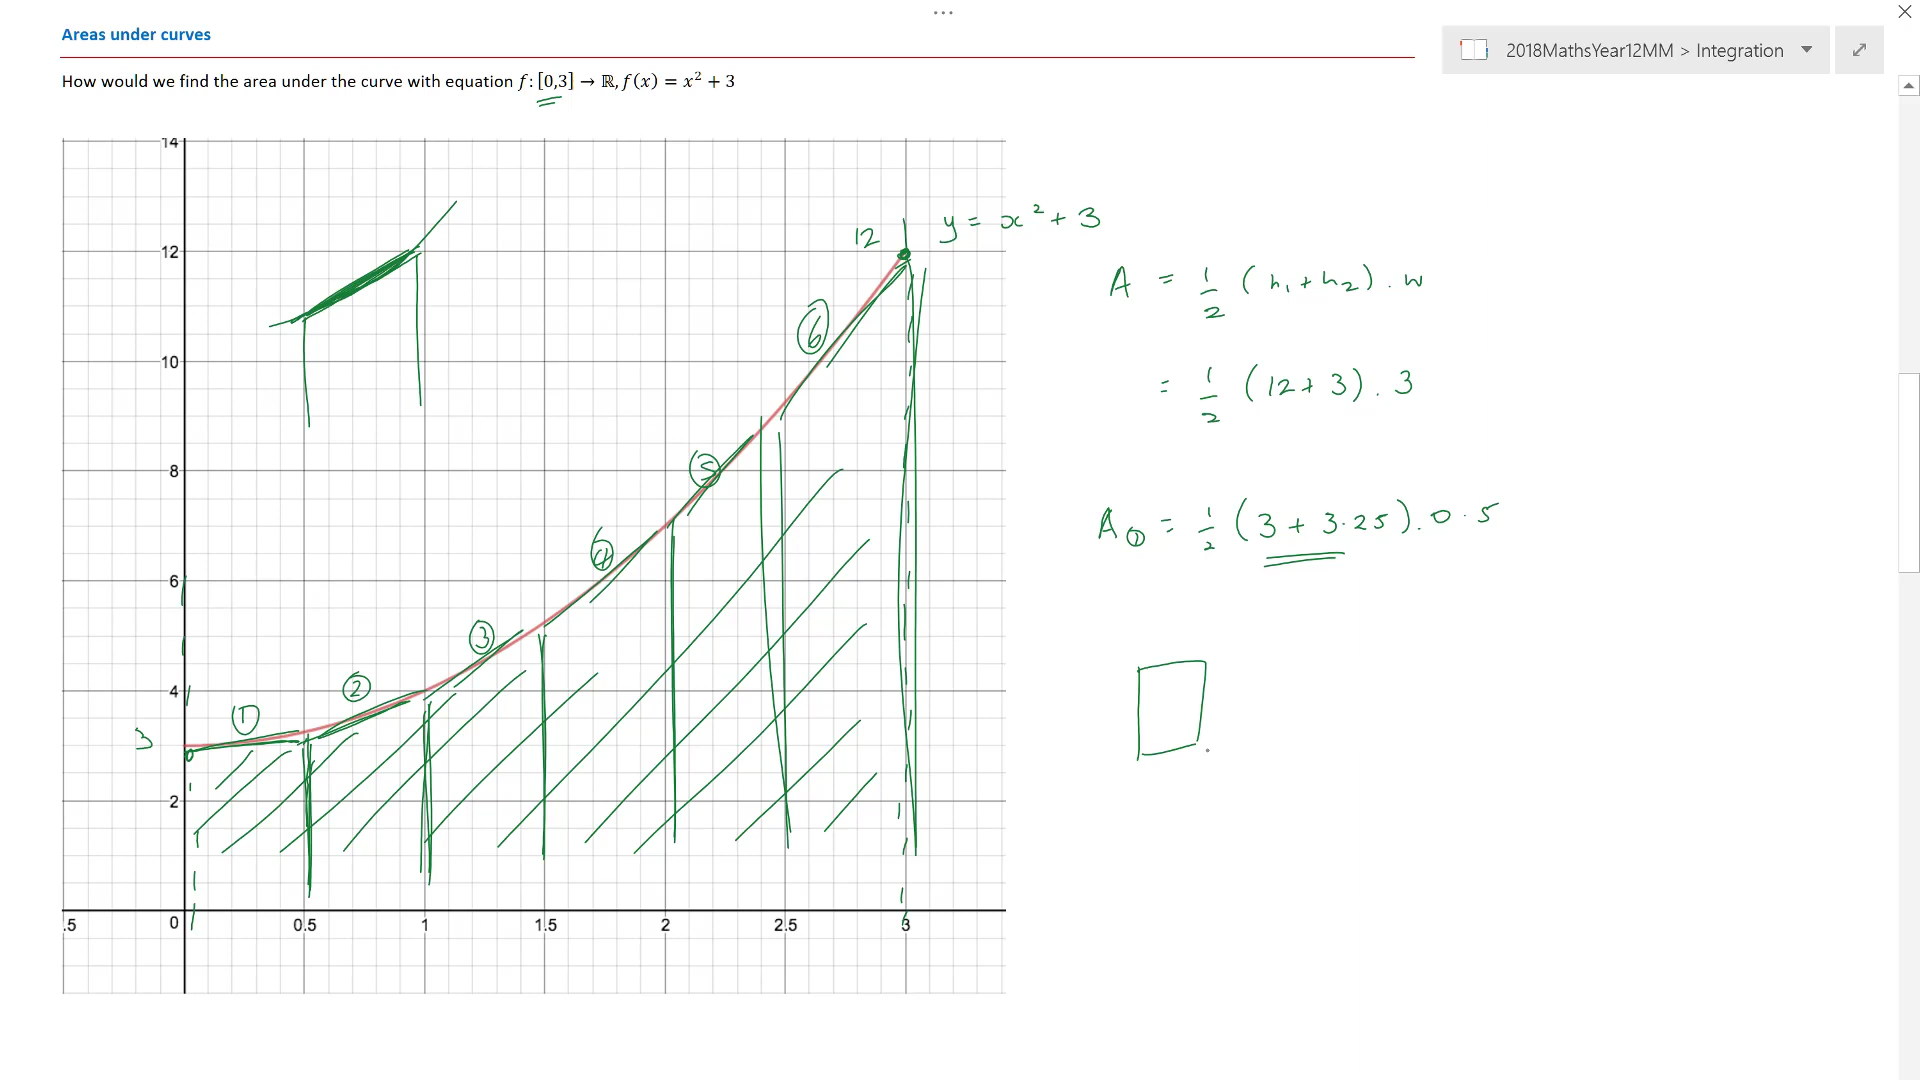 ...
2018MathsYear12MM > Integration
Areas under curves
How would we find the area under the curve with equation f: [0,3] → ℝ, f(x) = x² + 3
14
12
10
8
6
4
2
0
.5 0.5 1 1.5 2 2.5 3
3
12
y = x² + 3
① ② ③ ④ ⑤ ⑥
A = 1/2 (h₁ + h₂) . w
= 1/2 (12 + 3) . 3
A① = 1/2 (3 + 3.25) . 0.5